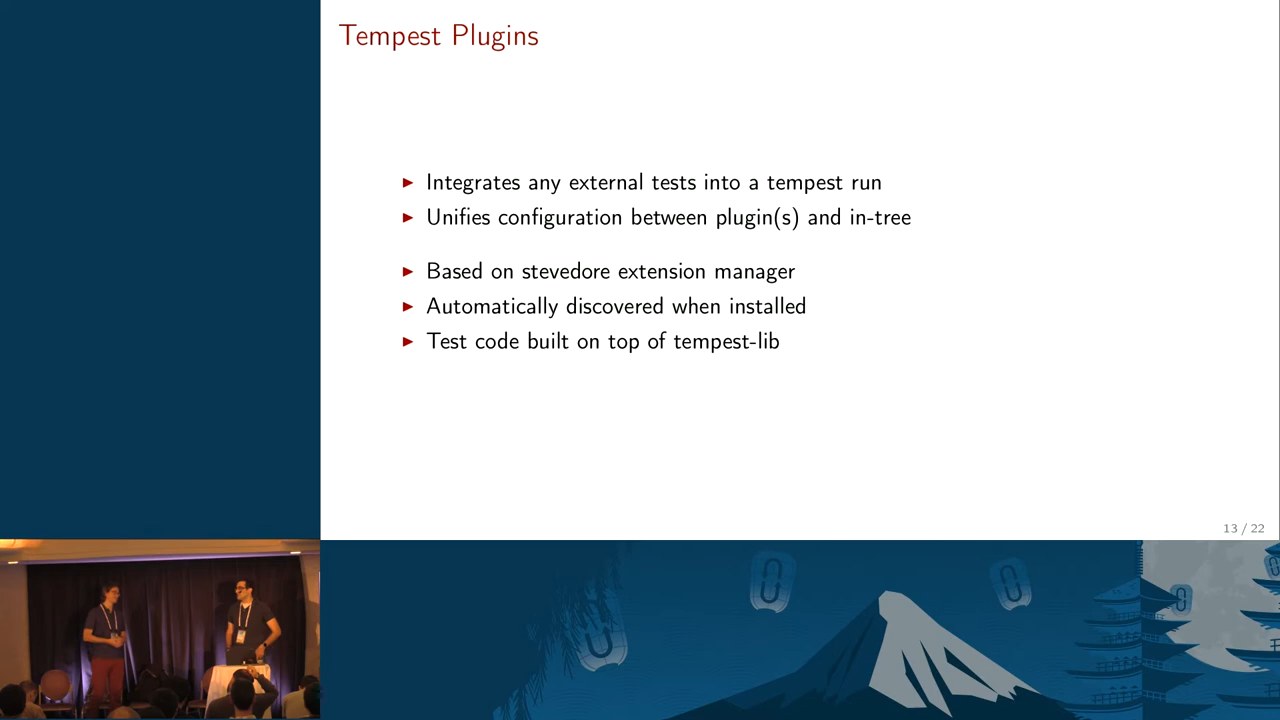 Tempest Plugins
▶ Integrates any external tests into a tempest run
▶ Unifies configuration between plugin(s) and in-tree
▶ Based on stevedore extension manager
▶ Automatically discovered when installed
▶ Test code built on top of tempest-lib
13 / 22